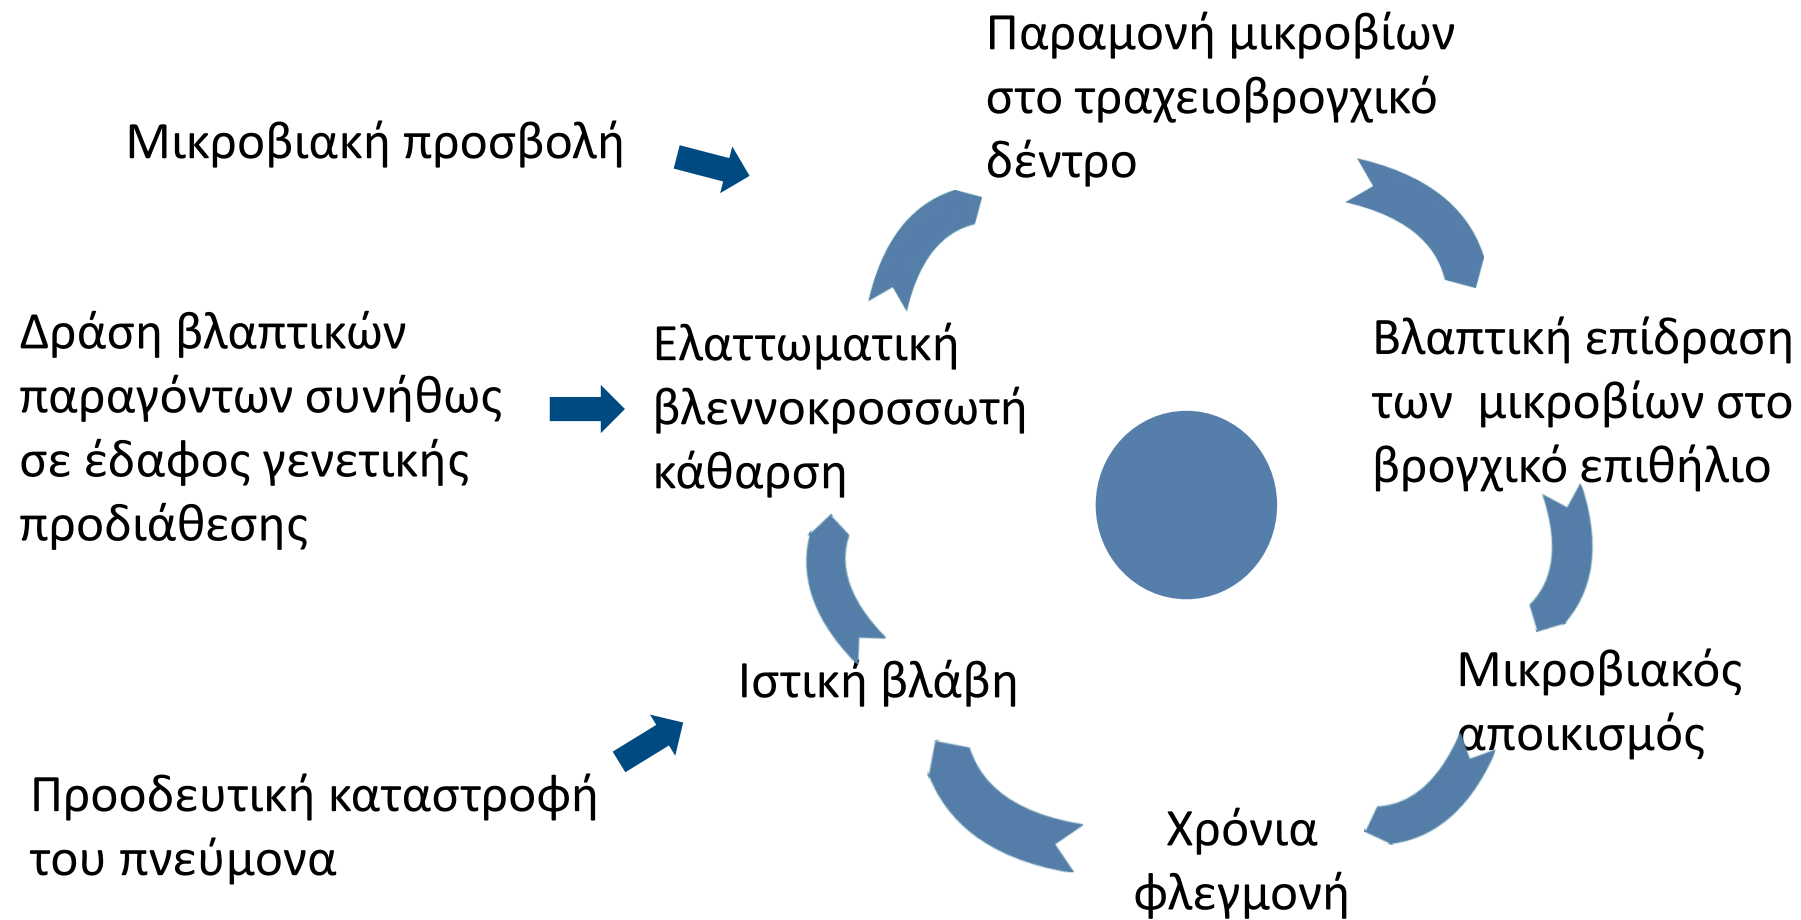 Παραμονή μικροβίων
στο τραχειοβρογχικό
δέντρο
Μικροβιακή προσβολή
Δράση βλαπτικών
παραγόντων συνήθως
σε έδαφος γενετικής
προδιάθεσης
Ελαττωματική
βλεννοκροσσωτή
κάθαρση
Βλαπτική επίδραση
των μικροβίων στο
βρογχικό επιθήλιο
Ιστική βλάβη
Μικροβιακός
αποικισμός
Προοδευτική καταστροφή
του πνεύμονα
Χρόνια
φλεγμονή